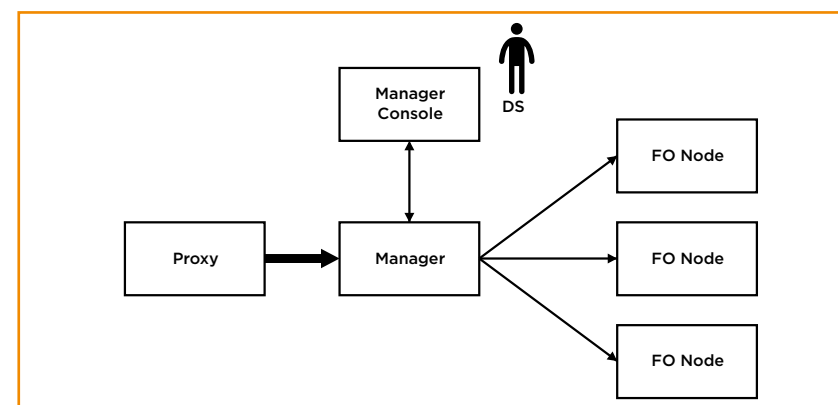 Manager
Console
DS
FO Node
Proxy
Manager
FO Node
FO Node